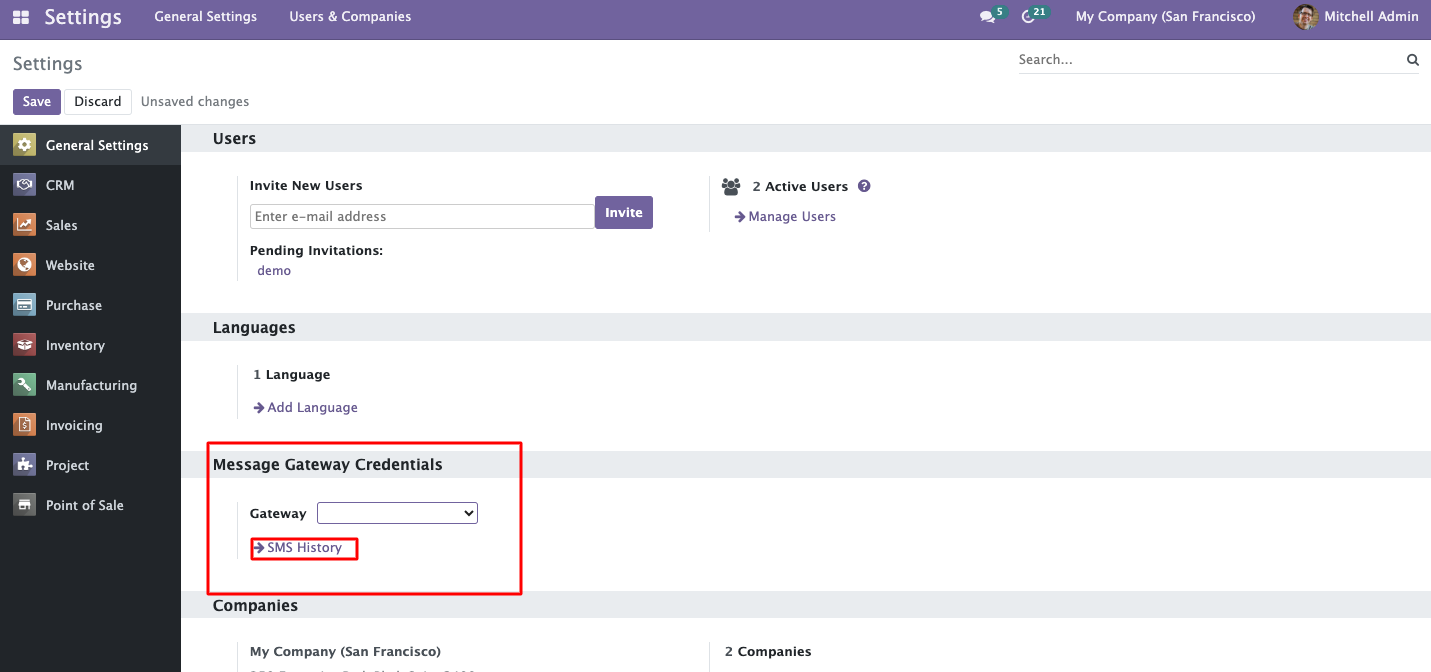 Settings General Settings Users & Companies 5 21 My Company (San Francisco) Mitchell Admin
Settings Search...
Save Discard Unsaved changes
General Settings
CRM
Sales
Website
Purchase
Inventory
Manufacturing
Invoicing
Project
Point of Sale
Users
Invite New Users
Enter e-mail address Invite
Pending Invitations:
demo
2 Active Users ?
Manage Users
Languages
1 Language
Add Language
Message Gateway Credentials
Gateway
SMS History
Companies
My Company (San Francisco)
2 Companies